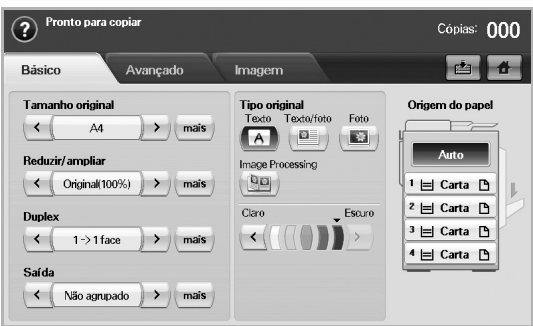 ?
Pronto para copiar
Cópias: 000
Básico
Avançado
Imagem
Tamanho original
< A4 > mais
Reduzir/ampliar
< Original(100%) > mais
Duplex
< 1 -> 1 face > mais
Saída
< Não agrupado > mais
Tipo original
Texto Texto/foto Foto
A
Image Processing
Claro Escuro
< >
Origem do papel
Auto
1 Carta
2 Carta
3 Carta
4 Carta